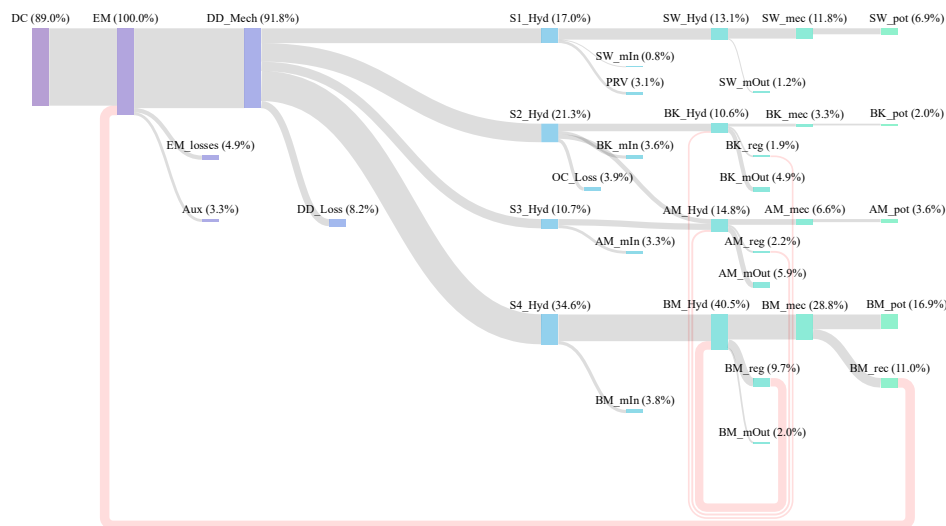 DC (89.0%)
EM (100.0%)
DD_Mech (91.8%)
S1_Hyd (17.0%)
SW_Hyd (13.1%)
SW_mec (11.8%)
SW_pot (6.9%)
SW_mIn (0.8%)
PRV (3.1%)
SW_mOut (1.2%)
S2_Hyd (21.3%)
BK_Hyd (10.6%)
BK_mec (3.3%)
BK_pot (2.0%)
EM_losses (4.9%)
BK_mIn (3.6%)
BK_reg (1.9%)
OC_Loss (3.9%)
BK_mOut (4.9%)
Aux (3.3%)
DD_Loss (8.2%)
S3_Hyd (10.7%)
AM_Hyd (14.8%)
AM_mec (6.6%)
AM_pot (3.6%)
AM_mIn (3.3%)
AM_reg (2.2%)
AM_mOut (5.9%)
S4_Hyd (34.6%)
BM_Hyd (40.5%)
BM_mec (28.8%)
BM_pot (16.9%)
BM_reg (9.7%)
BM_rec (11.0%)
BM_mIn (3.8%)
BM_mOut (2.0%)